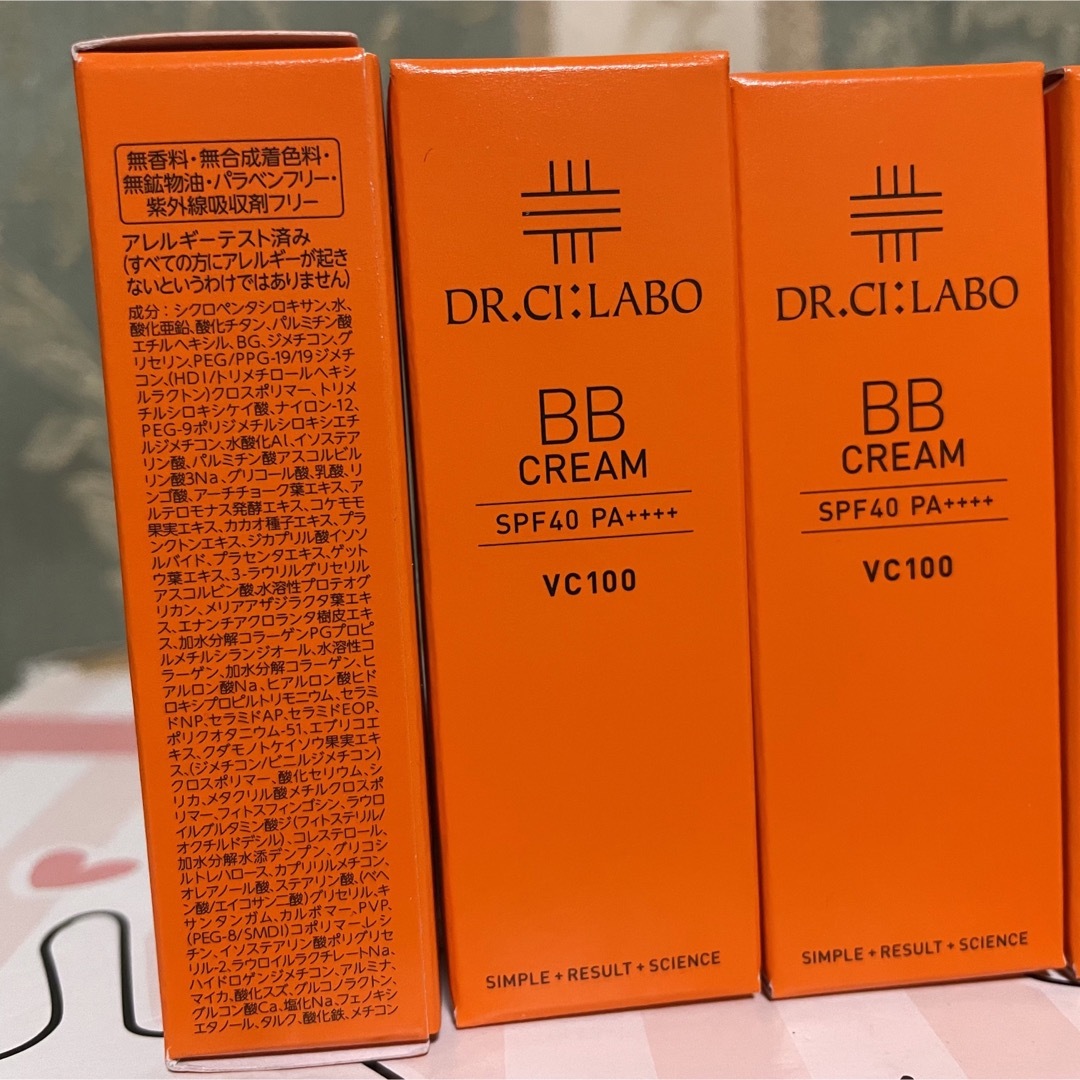 無香料・無合成着色料・
無鉱物油・パラベンフリー・
紫外線吸収剤フリー
アレルギーテスト済み
(すべての方にアレルギーが起き
ないというわけではありません)
成分：シクロペンタシロキサン、水、
酸化亜鉛、酸化チタン、パルミチン酸
エチルヘキシル、BG、ジメチコン、グ
リセリン、PEG/PPG-19/19ジメチ
コン、(HDI/トリメチロールヘキシ
ルラクトン)クロスポリマー、トリメ
チルシロキシケイ酸、ナイロン-12、
PEG-9ポリジメチルシロキシエチ
ルジメチコン、水酸化Al、イソステア
リン酸、パルミチン酸アスコルビル
リン酸3Na、グリコール酸、乳酸、リ
ンゴ酸、アーチチョーク葉エキス、ア
ルテロモナス発酵エキス、コケモモ
果実エキス、カカオ種子エキス、プラ
ンクトンエキス、ジカプリル酸イソソ
ルバイド、プラセンタエキス、ゲット
ウ葉エキス、3-ラウリルグリセリル
アスコルビン酸、水溶性プロテオグ
リカン、メリアアザジラクタ葉エキ
ス、エナンチアクロランタ樹皮エキ
ス、加水分解コラーゲンPGプロピ
ルメチルシランジオール、水溶性コ
ラーゲン、加水分解コラーゲン、ヒ
アルロン酸Na、ヒアルロン酸ヒド
ロキシプロピルトリモニウム、セラミ
ドNP、セラミドAP、セラミドEOP、
ポリクオタニウム-51、エプリコエ
キス、クダモノトケイソウ果実エキ
ス、(ジメチコン/ビニルジメチコン)
クロスポリマー、酸化セリウム、シ
リカ、メタクリル酸メチルクロスポ
リマー、フィトスフィンゴシン、ラウロ
イルグルタミン酸ジ(フィトステリル/
オクチルドデシル)、コレステロール、
加水分解水添デンプン、グリコシ
ルトレハロース、カプリリルメチコン、
オレアノール酸、ステアリン酸、(ベヘ
ン酸/エイコサン二酸)グリセリル、キ
サンタンガム、カルボマー、PVP、
(PEG-8/SMDI)コポリマー、レシ
チン、イソステアリン酸ポリグリセ
リル-2、ラウロイルラクチレートNa、
ハイドロゲンジメチコン、アルミナ、
マイカ、酸化スズ、グルコノラクトン、
グルコン酸Ca、塩化Na、フェノキシ
エタノール、タルク、酸化鉄、メチコン
DR.CI:LABO
BB
CREAM
SPF40 PA++++
VC100
SIMPLE + RESULT + SCIENCE
DR.CI:LABO
BB
CREAM
SPF40 PA++++
VC100
SIMPLE + RESULT + SCIENCE